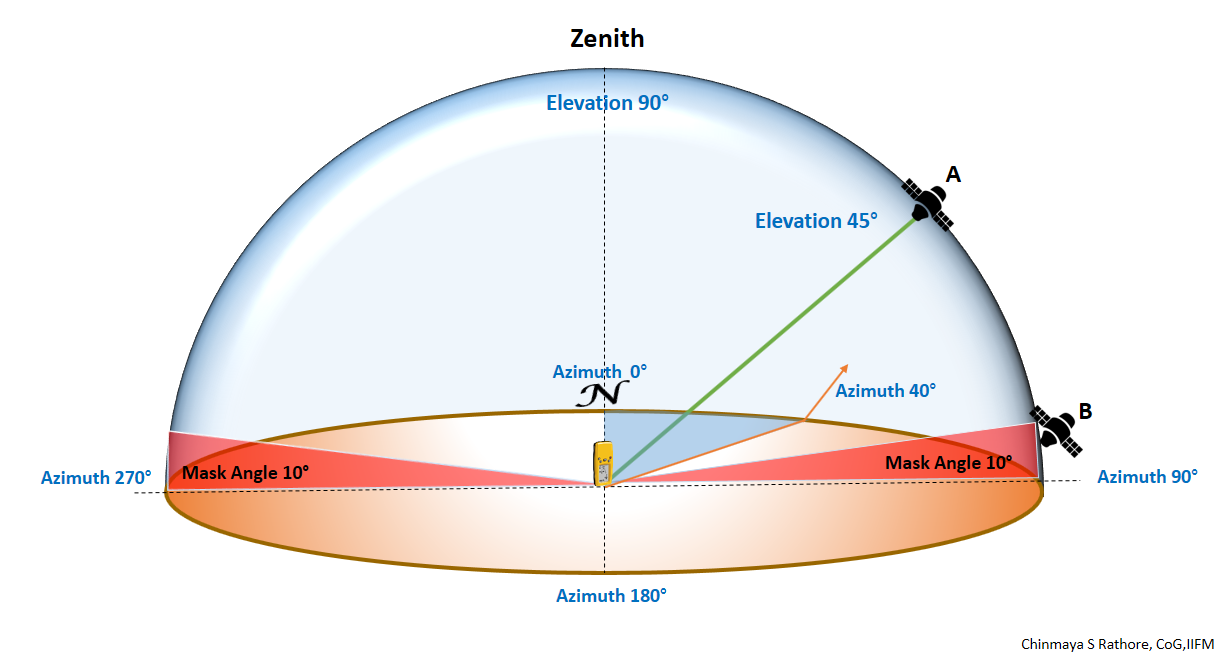 Zenith
Elevation 90°
A
Elevation 45°
Azimuth 0°
N
Azimuth 40°
B
Mask Angle 10°
Mask Angle 10°
Azimuth 270°
Azimuth 90°
Azimuth 180°
Chinmaya S Rathore, CoG,IIFM